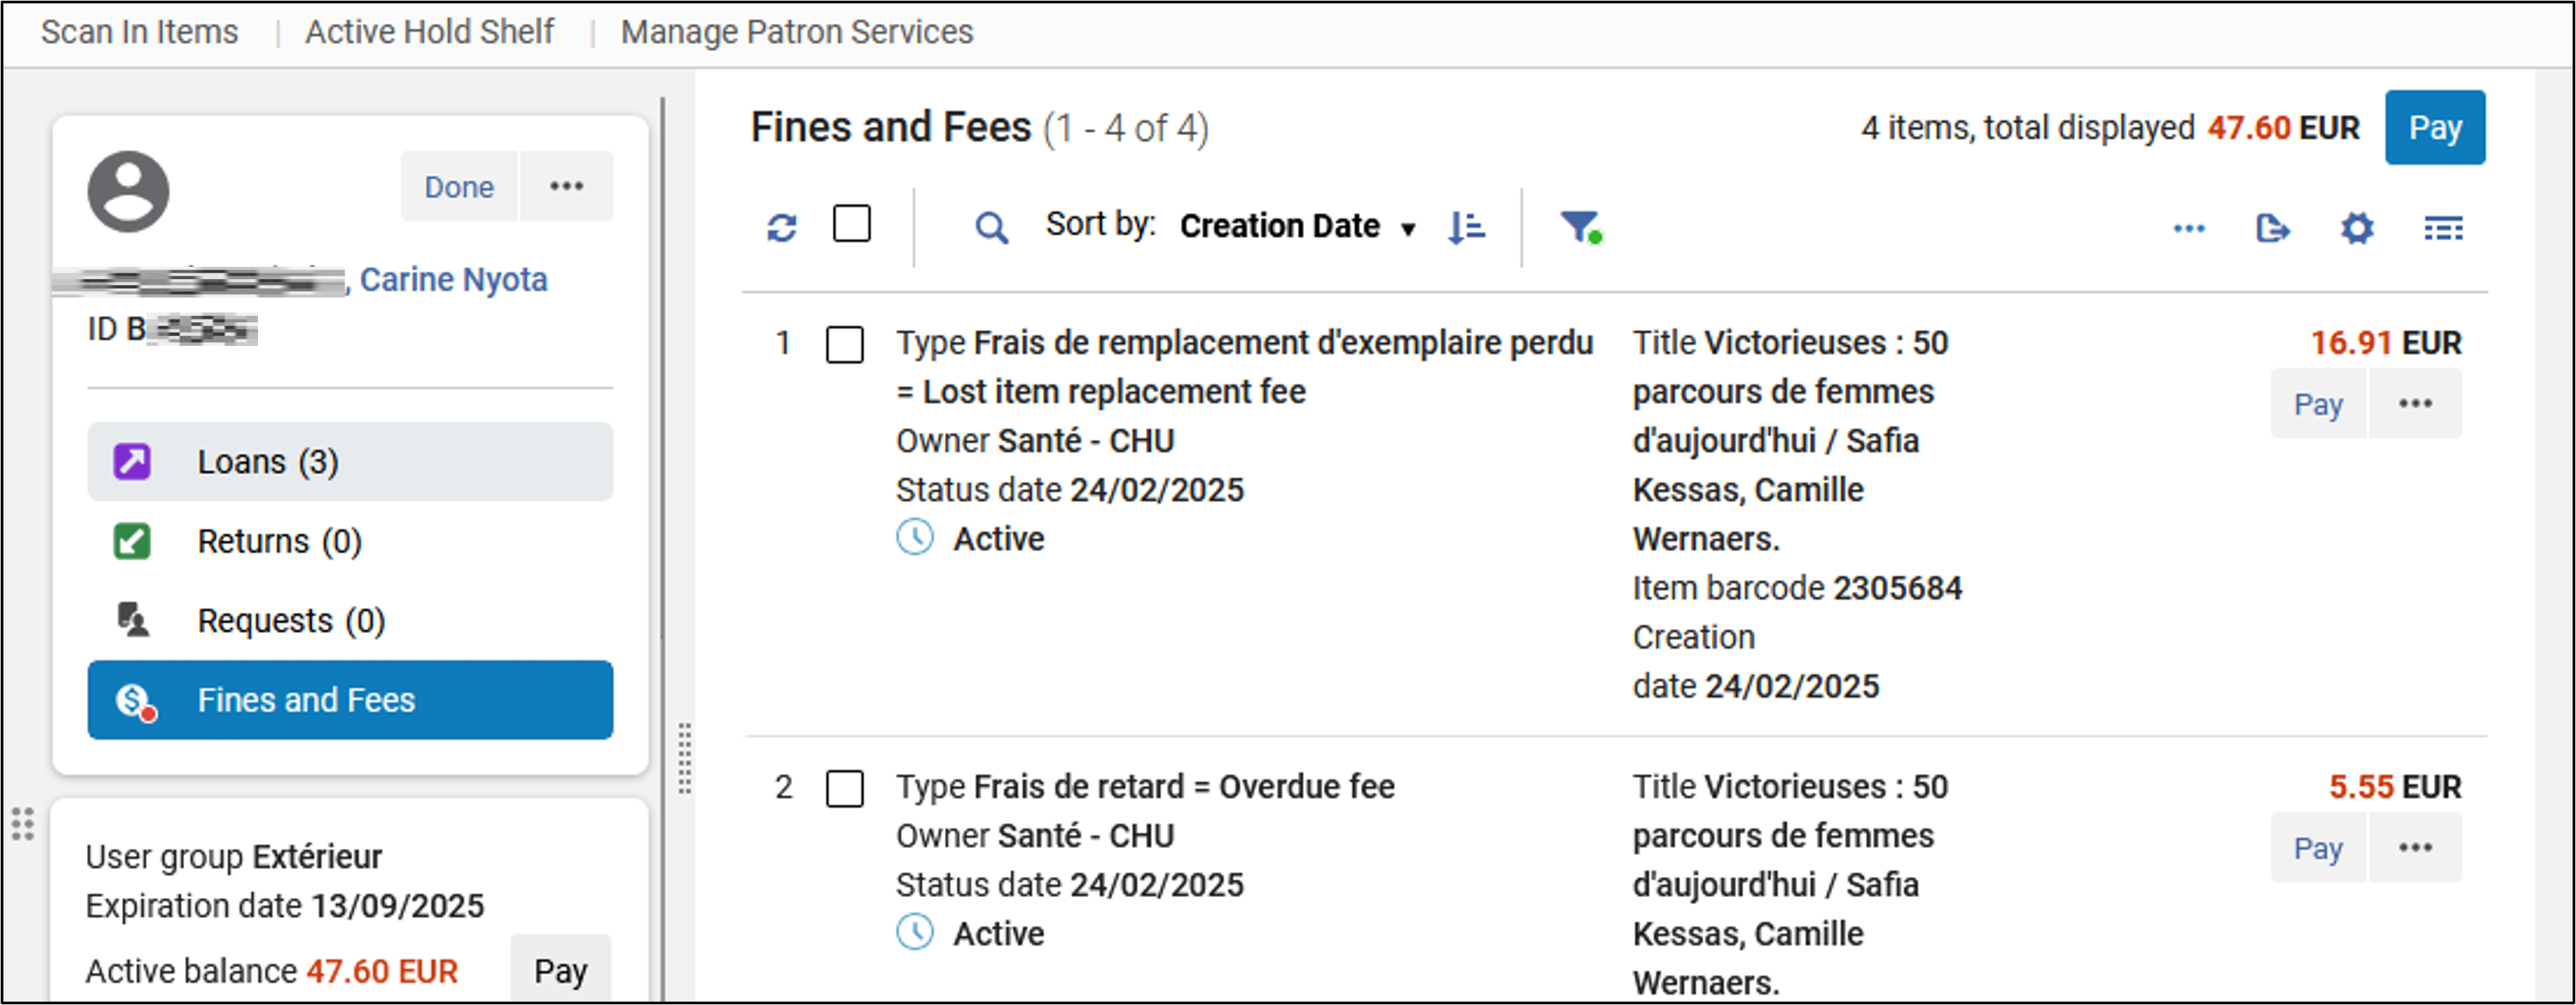 Scan In Items | Active Hold Shelf | Manage Patron Services
Done
, Carine Nyota
ID B
Loans (3)
Returns (0)
Requests (0)
Fines and Fees
User group Extérieur
Expiration date 13/09/2025
Active balance 47.60 EUR
Pay
Fines and Fees (1 - 4 of 4)
4 items, total displayed 47.60 EUR
Pay
Sort by: Creation Date
1
Type Frais de remplacement d'exemplaire perdu
= Lost item replacement fee
Owner Santé - CHU
Status date 24/02/2025
Active
Title Victorieuses : 50
parcours de femmes
d'aujourd'hui / Safia
Kessas, Camille
Wernaers.
Item barcode 2305684
Creation
date 24/02/2025
16.91 EUR
Pay
2
Type Frais de retard = Overdue fee
Owner Santé - CHU
Status date 24/02/2025
Active
Title Victorieuses : 50
parcours de femmes
d'aujourd'hui / Safia
Kessas, Camille
Wernaers.
5.55 EUR
Pay